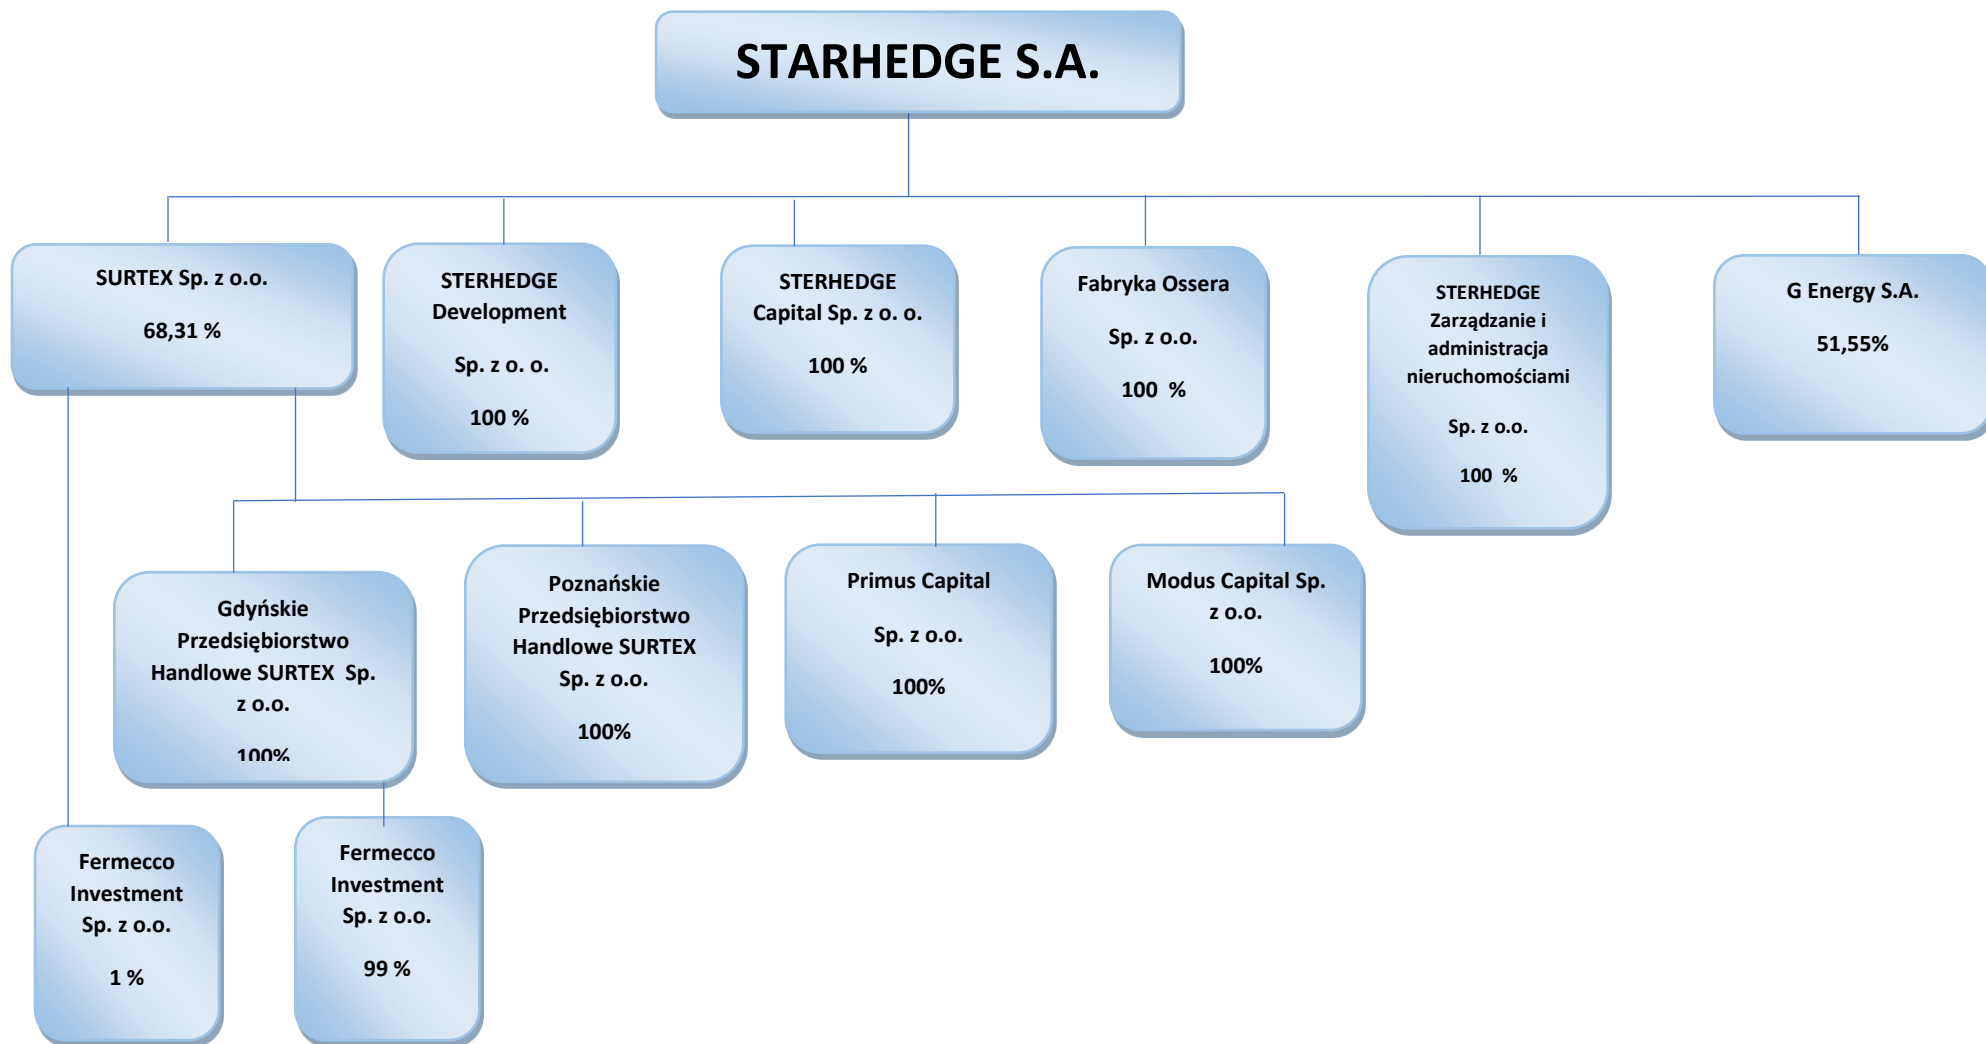 STARHEDGE S.A.
SURTEX Sp. z o.o.
68,31 %
STERHEDGE
Development
Sp. z o. o.
100 %
STERHEDGE
Capital Sp. z o. o.
100 %
Fabryka Ossera
Sp. z o.o.
100 %
STERHEDGE
Zarządzanie i
administracja
nieruchomościami
Sp. z o.o.
100 %
G Energy S.A.
51,55%
Gdyńskie
Przedsiębiorstwo
Handlowe SURTEX Sp.
z o.o.
100%
Poznańskie
Przedsiębiorstwo
Handlowe SURTEX
Sp. z o.o.
100%
Primus Capital
Sp. z o.o.
100%
Modus Capital Sp.
z o.o.
100%
Fermecco
Investment
Sp. z o.o.
1 %
Fermecco
Investment
Sp. z o.o.
99 %